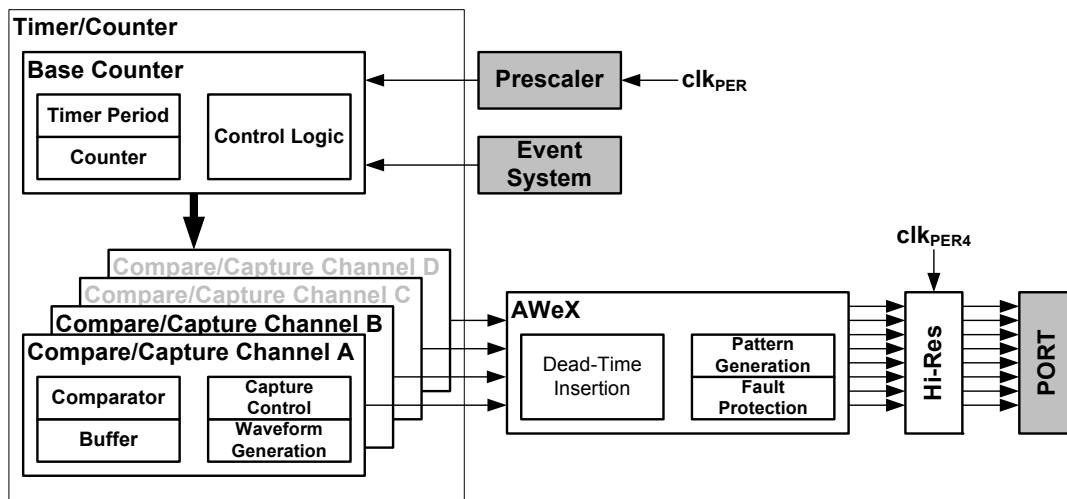 Timer/Counter
Base Counter
Timer Period
Counter
Control Logic
Prescaler
clkPER
Event
System
Compare/Capture Channel D
Compare/Capture Channel C
Compare/Capture Channel B
Compare/Capture Channel A
Comparator
Buffer
Capture
Control
Waveform
Generation
AWeX
Dead-Time
Insertion
Pattern
Generation
Fault
Protection
clkPER4
Hi-Res
PORT